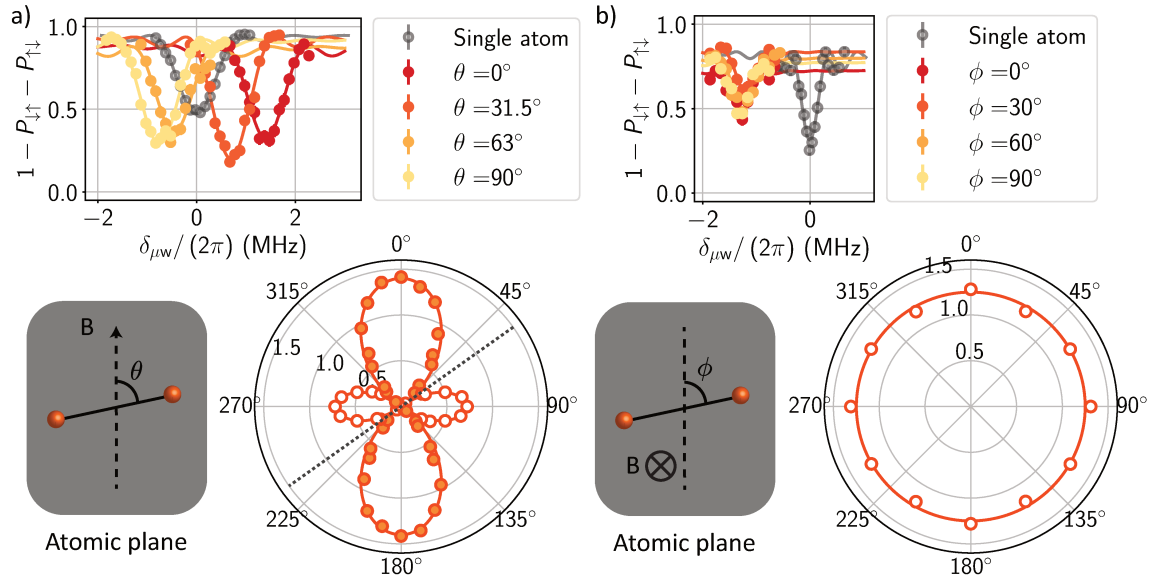 a)
1 − P↓↑ − P↑↓
1.0
0.5
0.0
−2
0
2
δμw/ (2π) (MHz)
Single atom
θ =0°
θ =31.5°
θ =63°
θ =90°
b)
1 − P↓↑ − P↑↓
1.0
0.5
0.0
−2
0
δμw/ (2π) (MHz)
Single atom
ϕ =0°
ϕ =30°
ϕ =60°
ϕ =90°
B
θ
Atomic plane
0°
45°
90°
135°
180°
225°
270°
315°
0.5
1.0
1.5
ϕ
B
Atomic plane
0°
45°
90°
135°
180°
225°
270°
315°
0.5
1.0
1.5